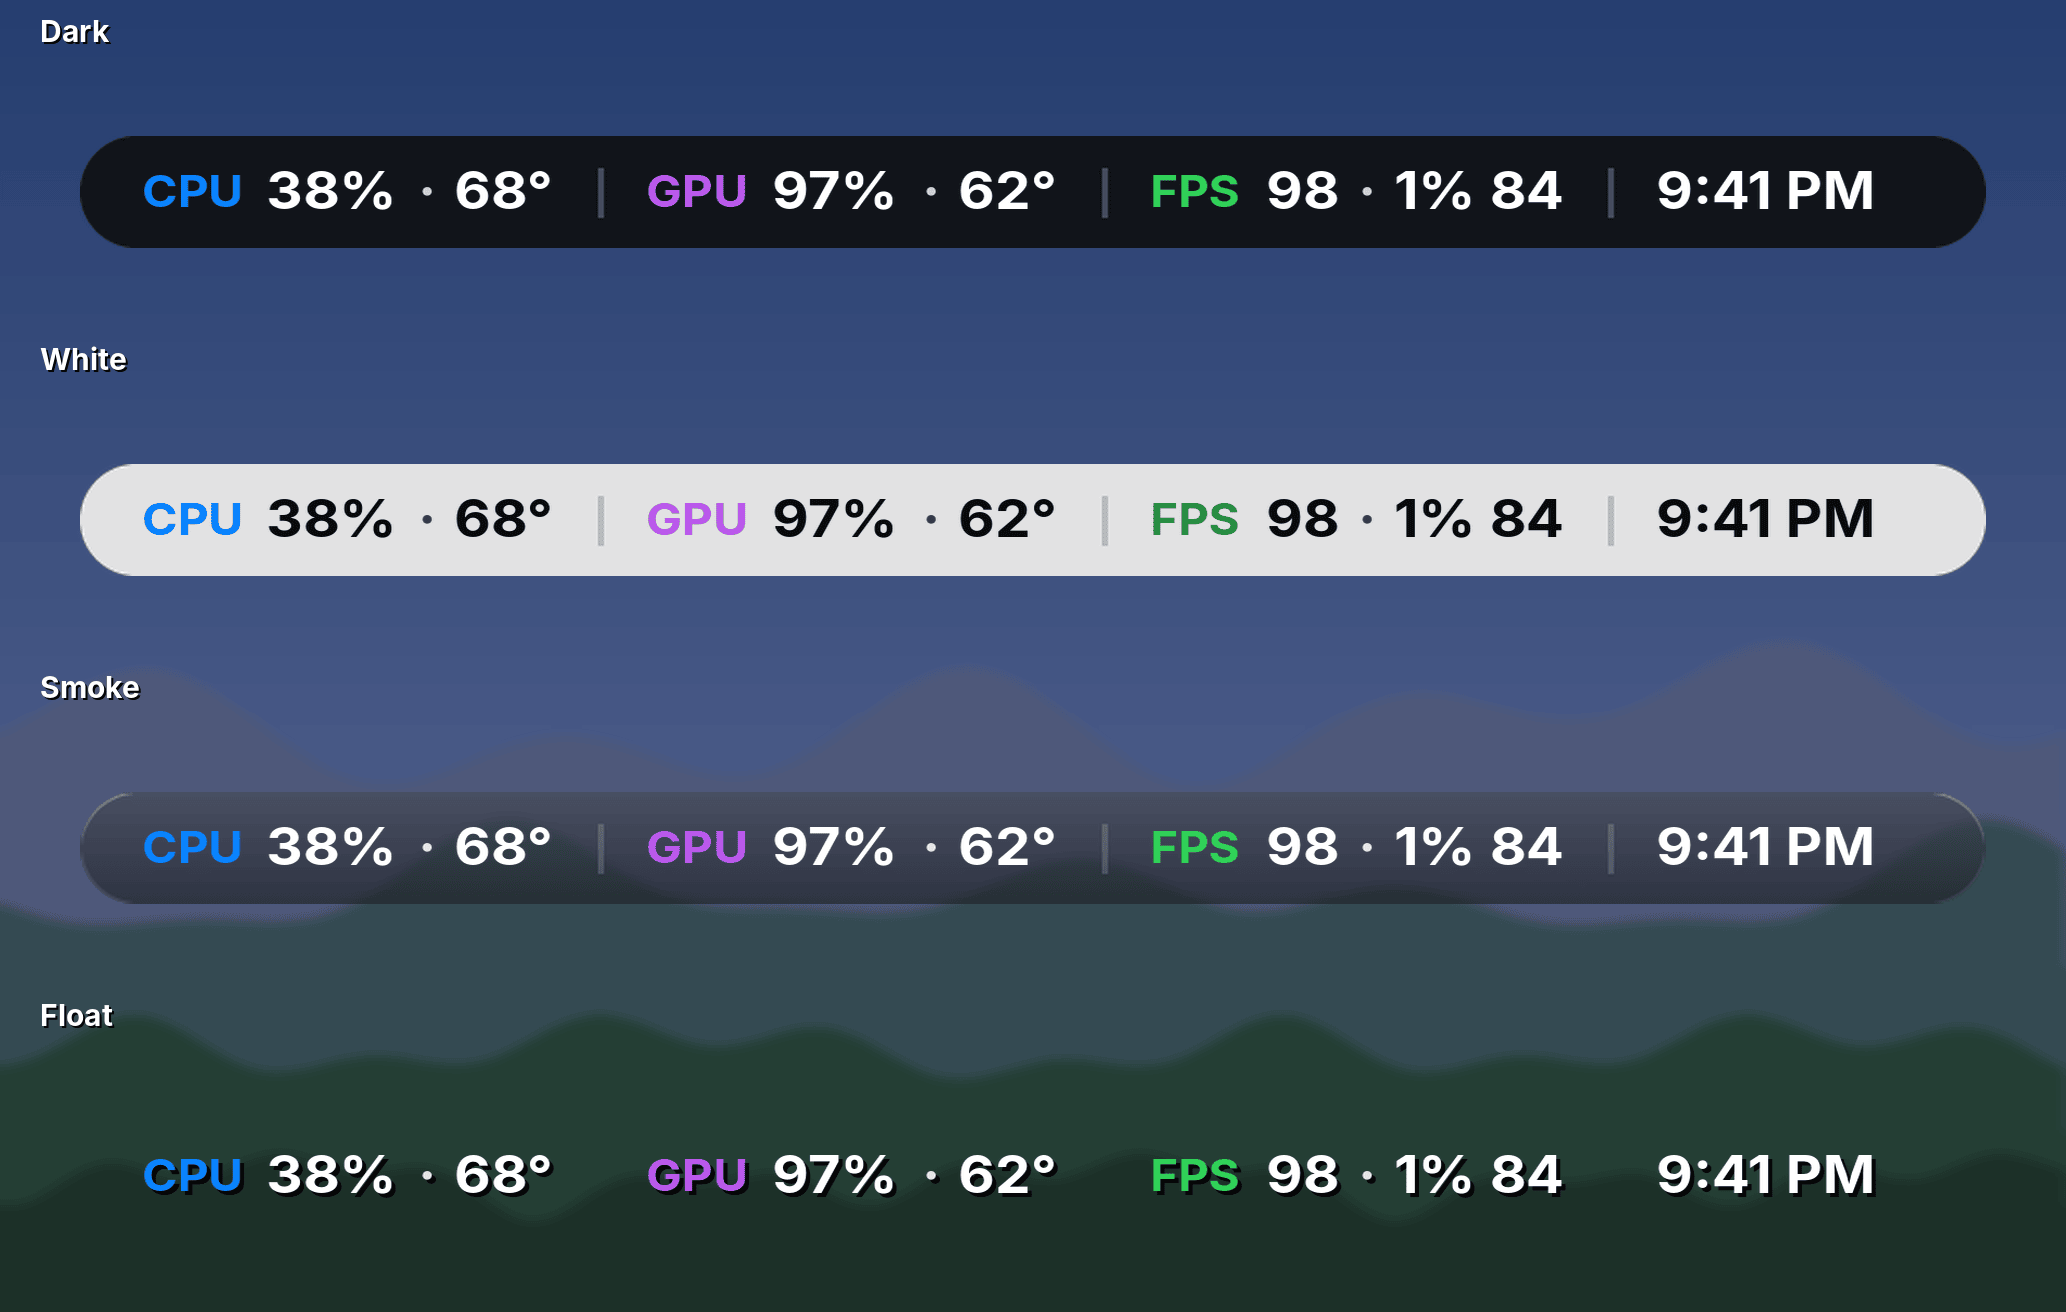 Dark
CPU 38% · 68° | GPU 97% · 62° | FPS 98 · 1% 84 | 9:41 PM
White
CPU 38% · 68° | GPU 97% · 62° | FPS 98 · 1% 84 | 9:41 PM
Smoke
CPU 38% · 68° | GPU 97% · 62° | FPS 98 · 1% 84 | 9:41 PM
Float
CPU 38% · 68° GPU 97% · 62° FPS 98 · 1% 84 9:41 PM